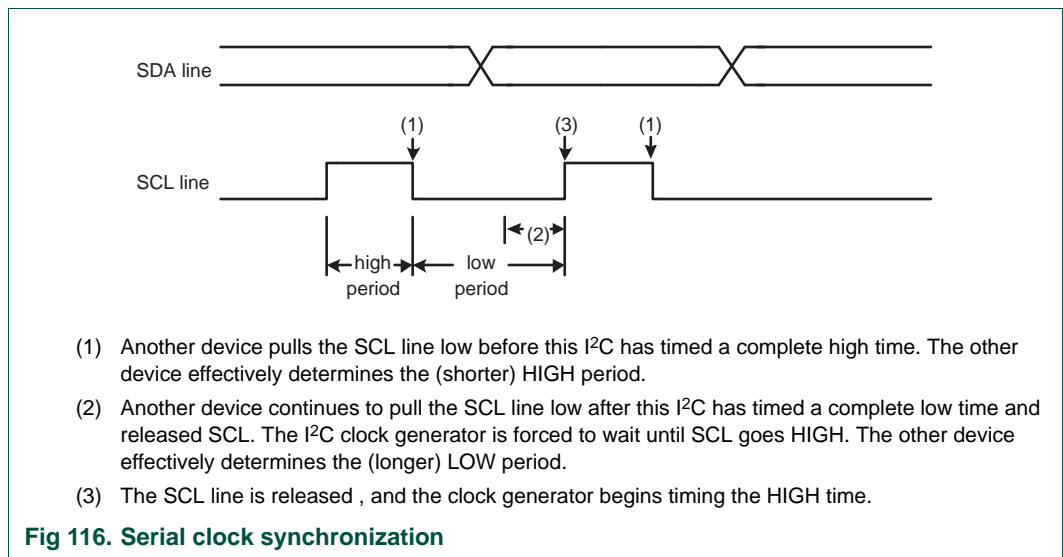 SDA line
(1)
(3)
(1)
SCL line
(2)
high
period
low
period
(1) Another device pulls the SCL line low before this I2C has timed a complete high time. The other
device effectively determines the (shorter) HIGH period.
(2) Another device continues to pull the SCL line low after this I2C has timed a complete low time and
released SCL. The I2C clock generator is forced to wait until SCL goes HIGH. The other device
effectively determines the (longer) LOW period.
(3) The SCL line is released , and the clock generator begins timing the HIGH time.
Fig 116. Serial clock synchronization